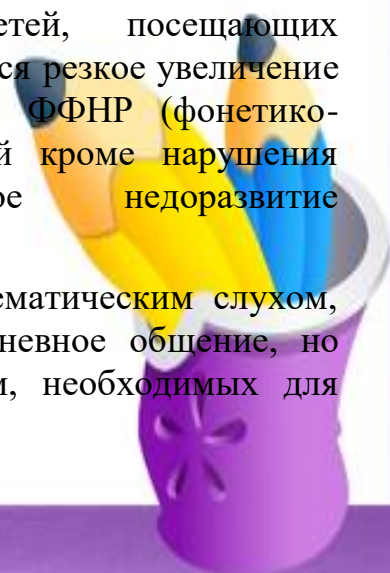 етей, посещающих
ся резкое увеличение
ФФНР (фонетико-
й кроме нарушения
ое недоразвитие
ематическим слухом,
невное общение, но
м, необходимых для